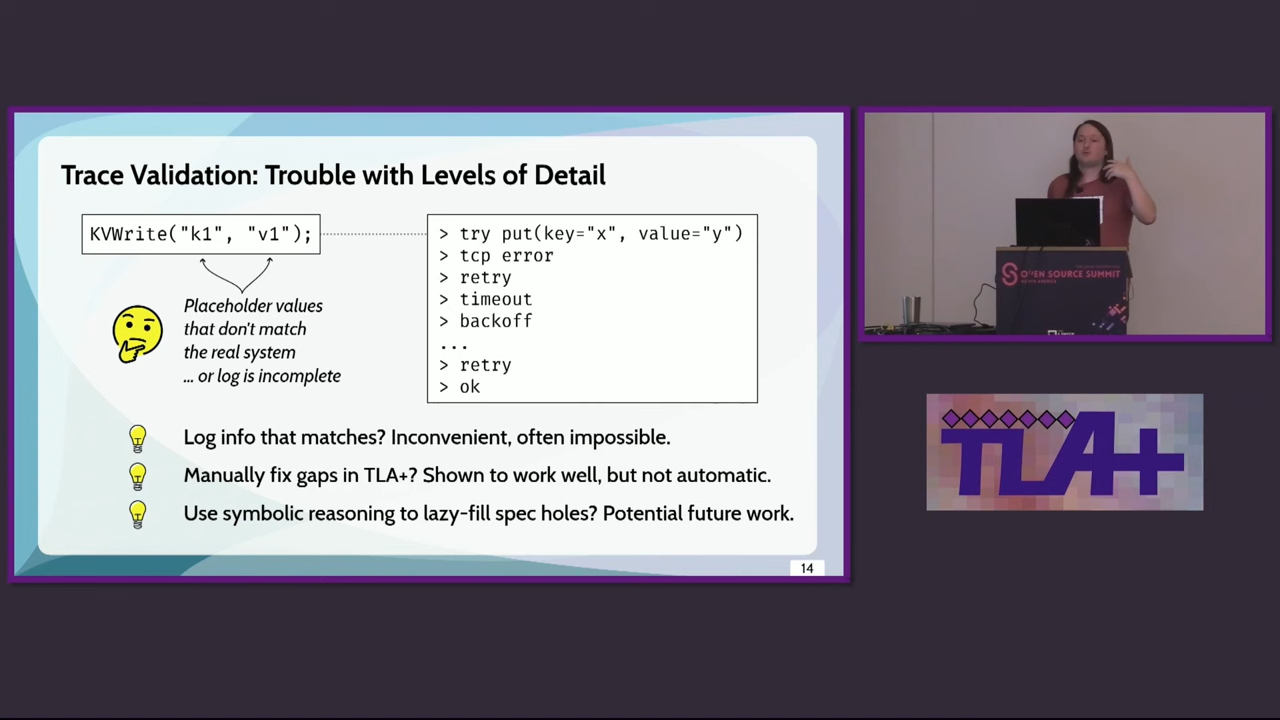 Trace Validation: Trouble with Levels of Detail
KVWrite("k1", "v1");
Placeholder values
that don't match
the real system
... or log is incomplete
> try put(key="x", value="y")
> tcp error
> retry
> timeout
> backoff
...
> retry
> ok
Log info that matches? Inconvenient, often impossible.
Manually fix gaps in TLA+? Shown to work well, but not automatic.
Use symbolic reasoning to lazy-fill spec holes? Potential future work.
14
OPEN SOURCE SUMMIT
TLA+